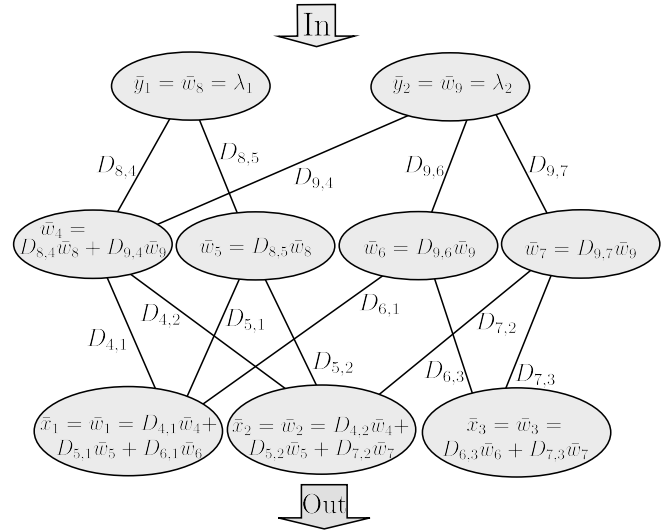 In
ȳ₁ = w̄₈ = λ₁
ȳ₂ = w̄₉ = λ₂
D₈,₄
D₈,₅
D₉,₄
D₉,₆
D₉,₇
w̄₄ =
D₈,₄w̄₈ + D₉,₄w̄₉
w̄₅ = D₈,₅w̄₈
w̄₆ = D₉,₆w̄₉
w̄₇ = D₉,₇w̄₉
D₄,₁
D₄,₂
D₅,₁
D₅,₂
D₆,₁
D₆,₃
D₇,₂
D₇,₃
x̄₁ = w̄₁ = D₄,₁w̄₄+
D₅,₁w̄₅ + D₆,₁w̄₆
x̄₂ = w̄₂ = D₄,₂w̄₄+
D₅,₂w̄₅ + D₇,₂w̄₇
x̄₃ = w̄₃ =
D₆,₃w̄₆ + D₇,₃w̄₇
Out